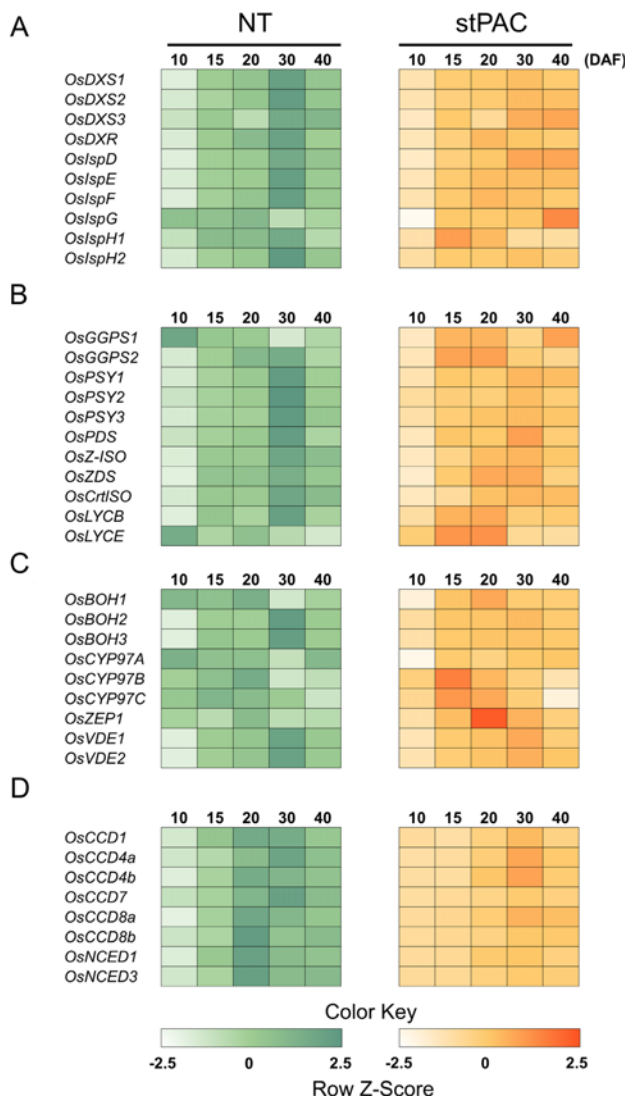 NT stPAC
A
10 15 20 30 40 10 15 20 30 40 (DAF)
OsDXS1
OsDXS2
OsDXS3
OsDXR
OsIspD
OsIspE
OsIspF
OsIspG
OsIspH1
OsIspH2
B
10 15 20 30 40 10 15 20 30 40
OsGGPS1
OsGGPS2
OsPSY1
OsPSY2
OsPSY3
OsPDS
OsZ-ISO
OsZDS
OsCrtISO
OsLYCB
OsLYCE
C
10 15 20 30 40 10 15 20 30 40
OsBOH1
OsBOH2
OsBOH3
OsCYP97A
OsCYP97B
OsCYP97C
OsZEP1
OsVDE1
OsVDE2
D
10 15 20 30 40 10 15 20 30 40
OsCCD1
OsCCD4a
OsCCD4b
OsCCD7
OsCCD8a
OsCCD8b
OsNCED1
OsNCED3
Color Key
-2.5 0 2.5 -2.5 0 2.5
Row Z-Score